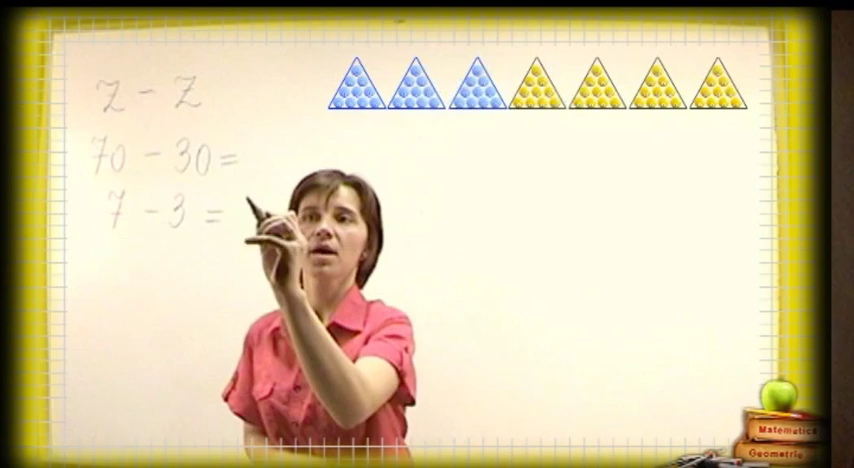 Z - Z
70 - 30 =
7 - 3 =
Matematica
Geometrie